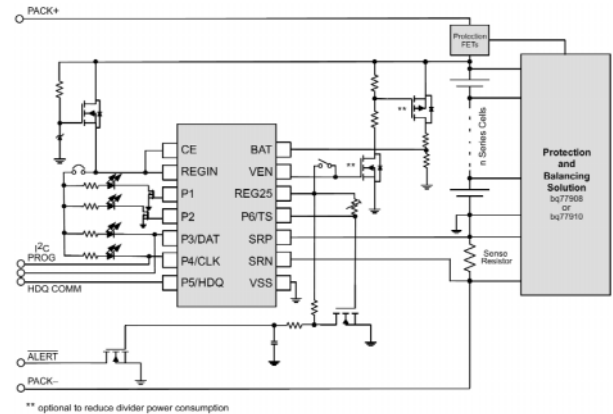 PACK+
Protection
FETs
**
CE
BAT
REGIN
VEN
**
P1
REG25
P2
P6/TS
P3/DAT
SRP
P4/CLK
SRN
P5/HDQ
VSS
I2C
PROG
HDQ COMM
n Series Cells
Protection
and
Balancing
Solution
bq77908
or
bq77910
Sense
Resistor
ALERT
PACK–
** optional to reduce divider power consumption